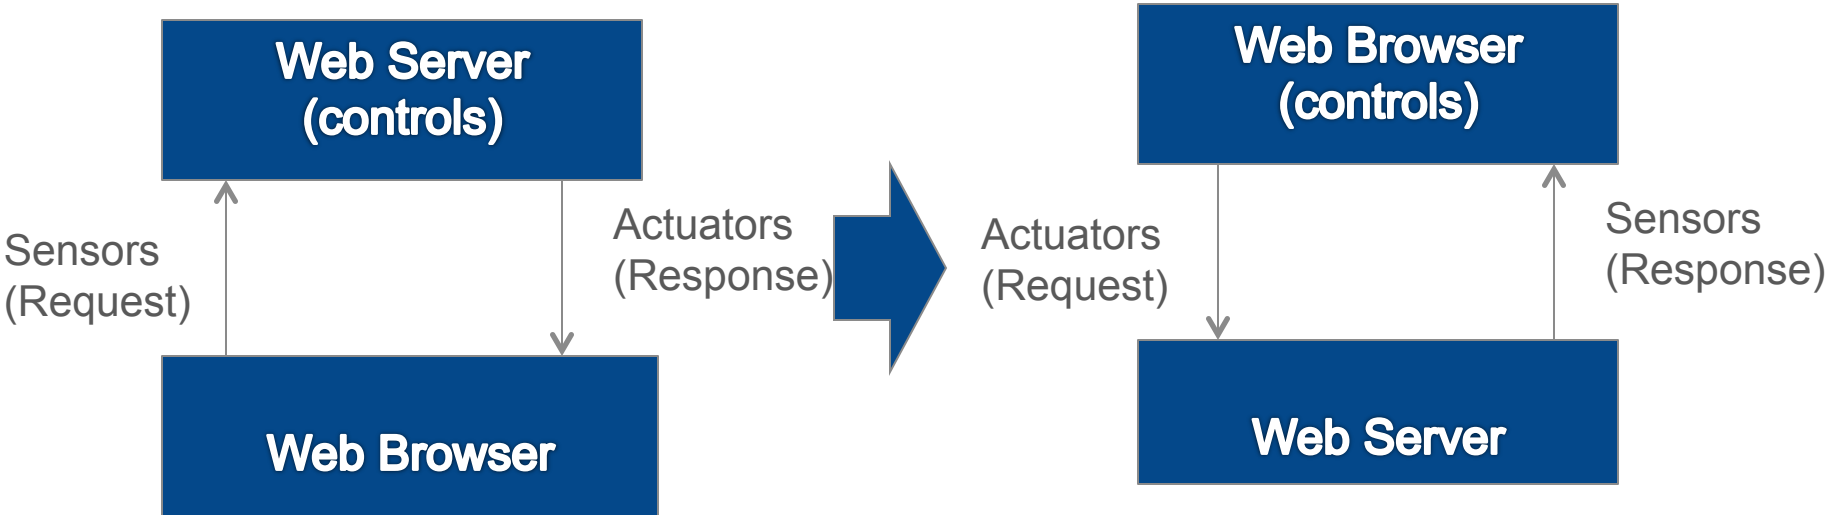 Web Server
(controls)
Sensors
(Request)
Actuators
(Response)
Web Browser
Web Browser
(controls)
Actuators
(Request)
Sensors
(Response)
Web Server